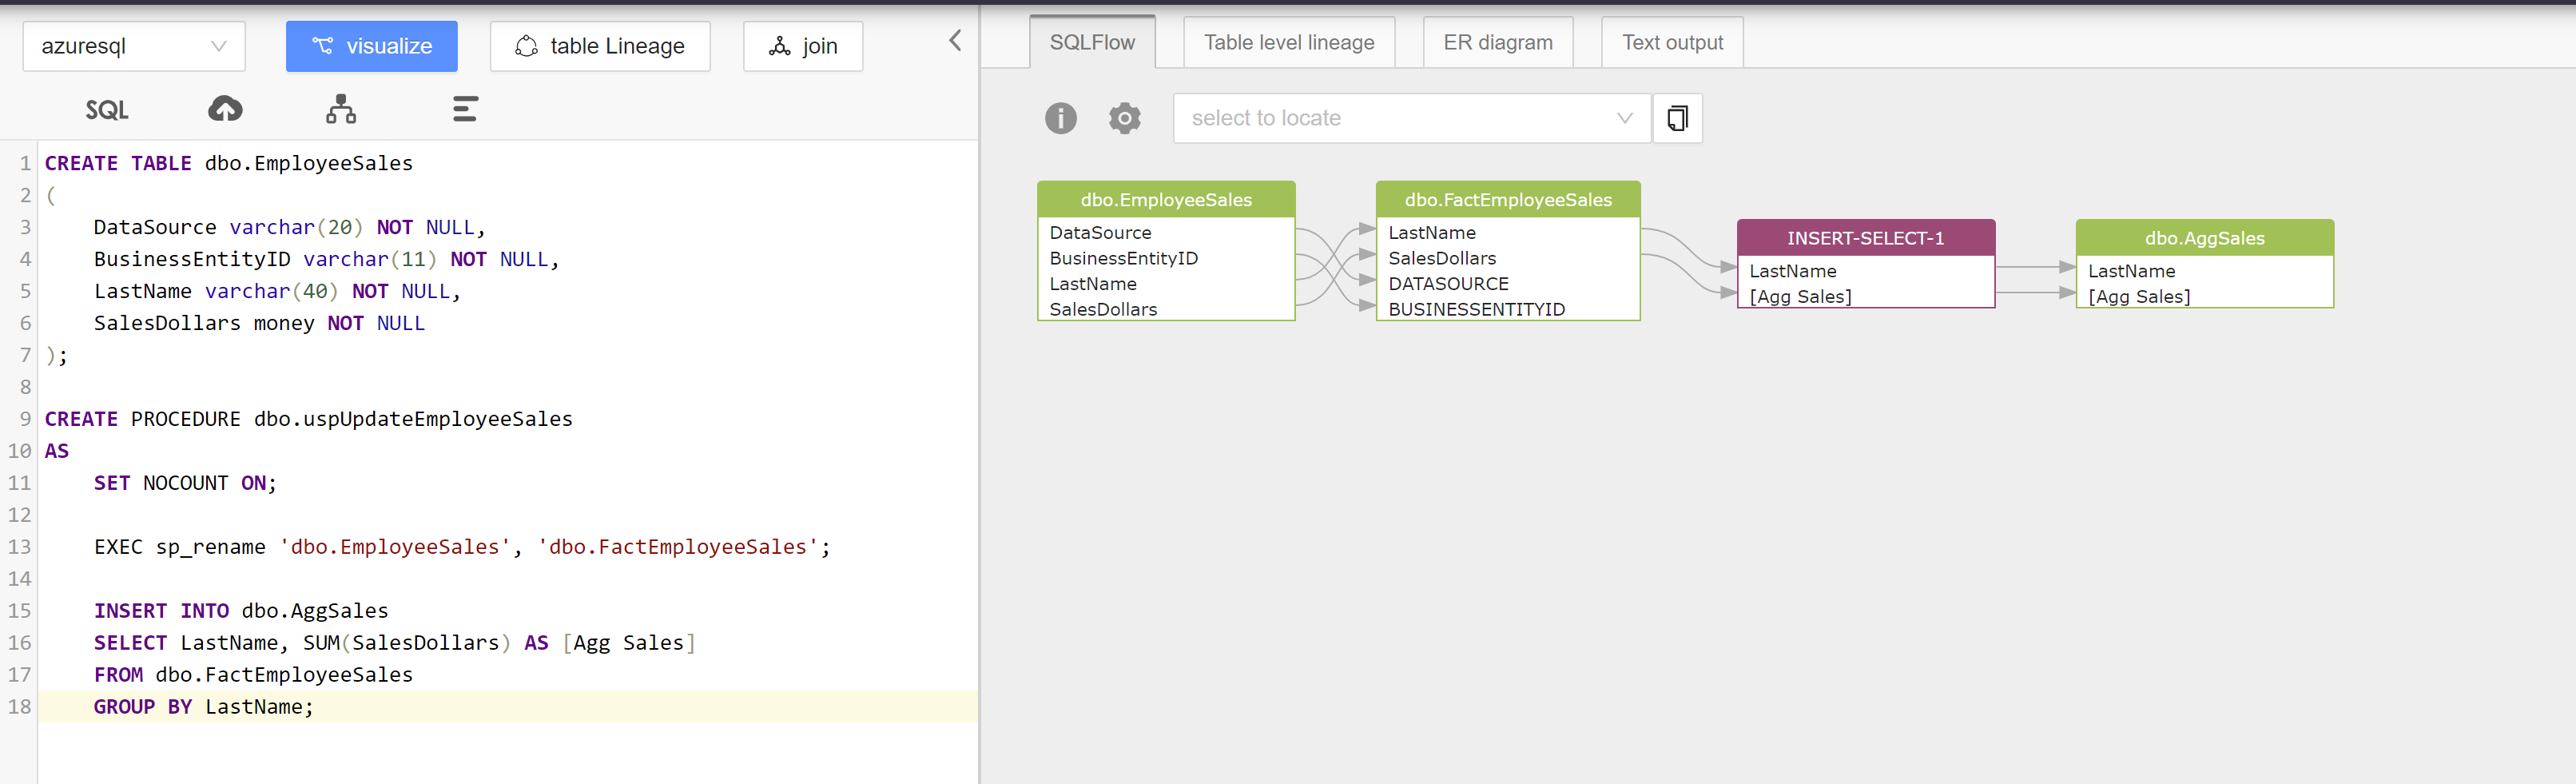 azuresql
visualize
table Lineage
join
SQL
1 CREATE TABLE dbo.EmployeeSales
2 (
3     DataSource varchar(20) NOT NULL,
4     BusinessEntityID varchar(11) NOT NULL,
5     LastName varchar(40) NOT NULL,
6     SalesDollars money NOT NULL
7 );
8
9 CREATE PROCEDURE dbo.uspUpdateEmployeeSales
10 AS
11     SET NOCOUNT ON;
12
13     EXEC sp_rename 'dbo.EmployeeSales', 'dbo.FactEmployeeSales';
14
15     INSERT INTO dbo.AggSales
16     SELECT LastName, SUM(SalesDollars) AS [Agg Sales]
17     FROM dbo.FactEmployeeSales
18     GROUP BY LastName;
SQLFlow
Table level lineage
ER diagram
Text output
select to locate
dbo.EmployeeSales
DataSource
BusinessEntityID
LastName
SalesDollars
dbo.FactEmployeeSales
LastName
SalesDollars
DATASOURCE
BUSINESSENTITYID
INSERT-SELECT-1
LastName
[Agg Sales]
dbo.AggSales
LastName
[Agg Sales]